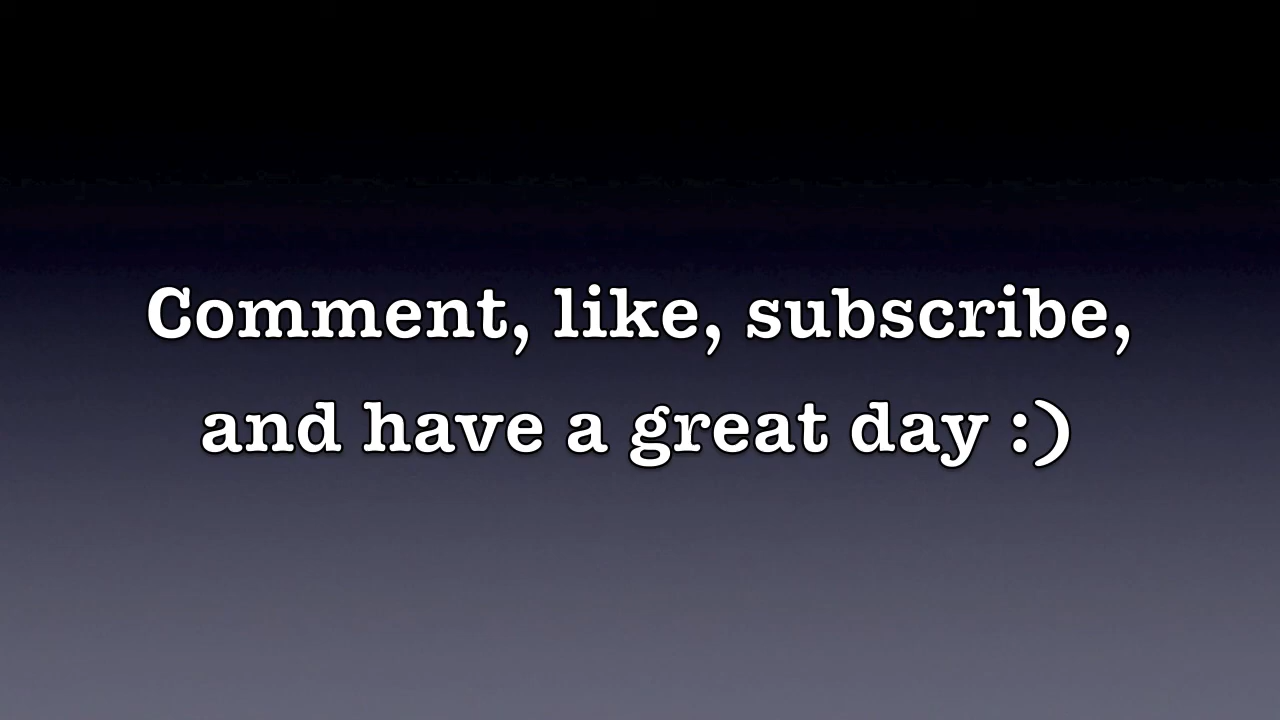 Comment, like, subscribe,
and have a great day :)